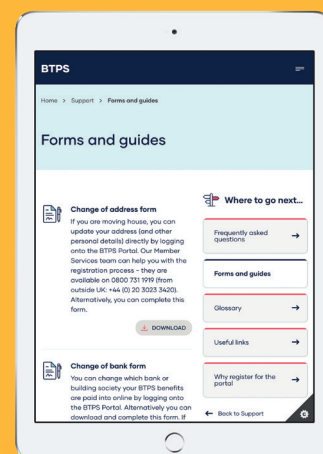 BTPS
Home > Support > Forms and guides
Forms and guides
Change of address form
If you are moving house, you can
update your address (and other
personal details) directly by logging
onto the BTPS Portal. Our Member
Services team can help you with the
registration process - they are
available on 0800 731 1919 (from
outside UK: +44 (0) 20 3023 3420).
Alternatively, you can complete this
form.
DOWNLOAD
Change of bank form
You can change which bank or
building society your BTPS benefits
are paid into online by logging onto
the BTPS Portal. Alternatively you can
download and complete this form. If
Where to go next...
Frequently asked
questions
Forms and guides
Glossary
Useful links
Why register for the
portal
Back to Support